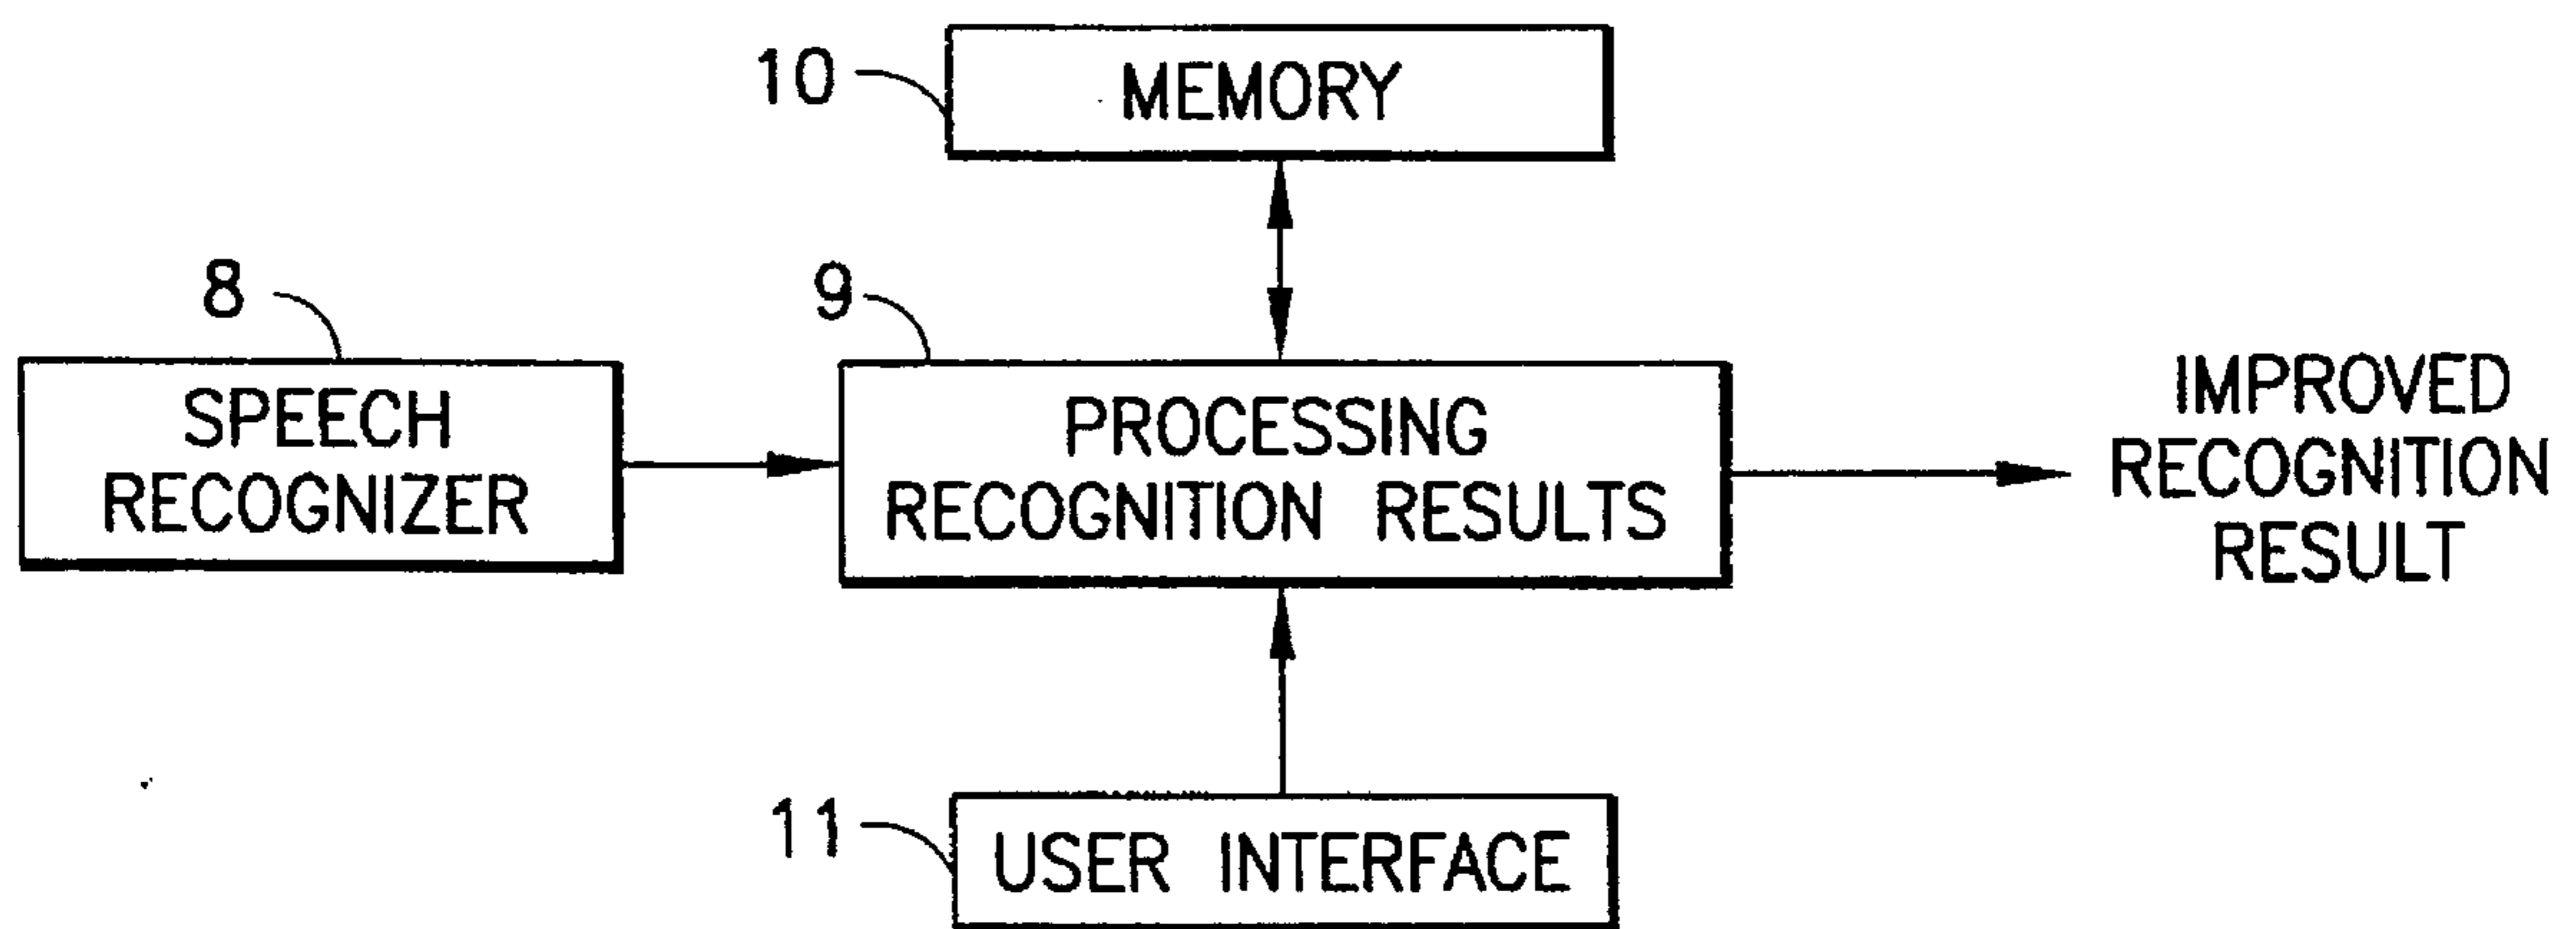 10
MEMORY
8
9
SPEECH
RECOGNIZER
PROCESSING
RECOGNITION RESULTS
IMPROVED
RECOGNITION
RESULT
11
USER INTERFACE